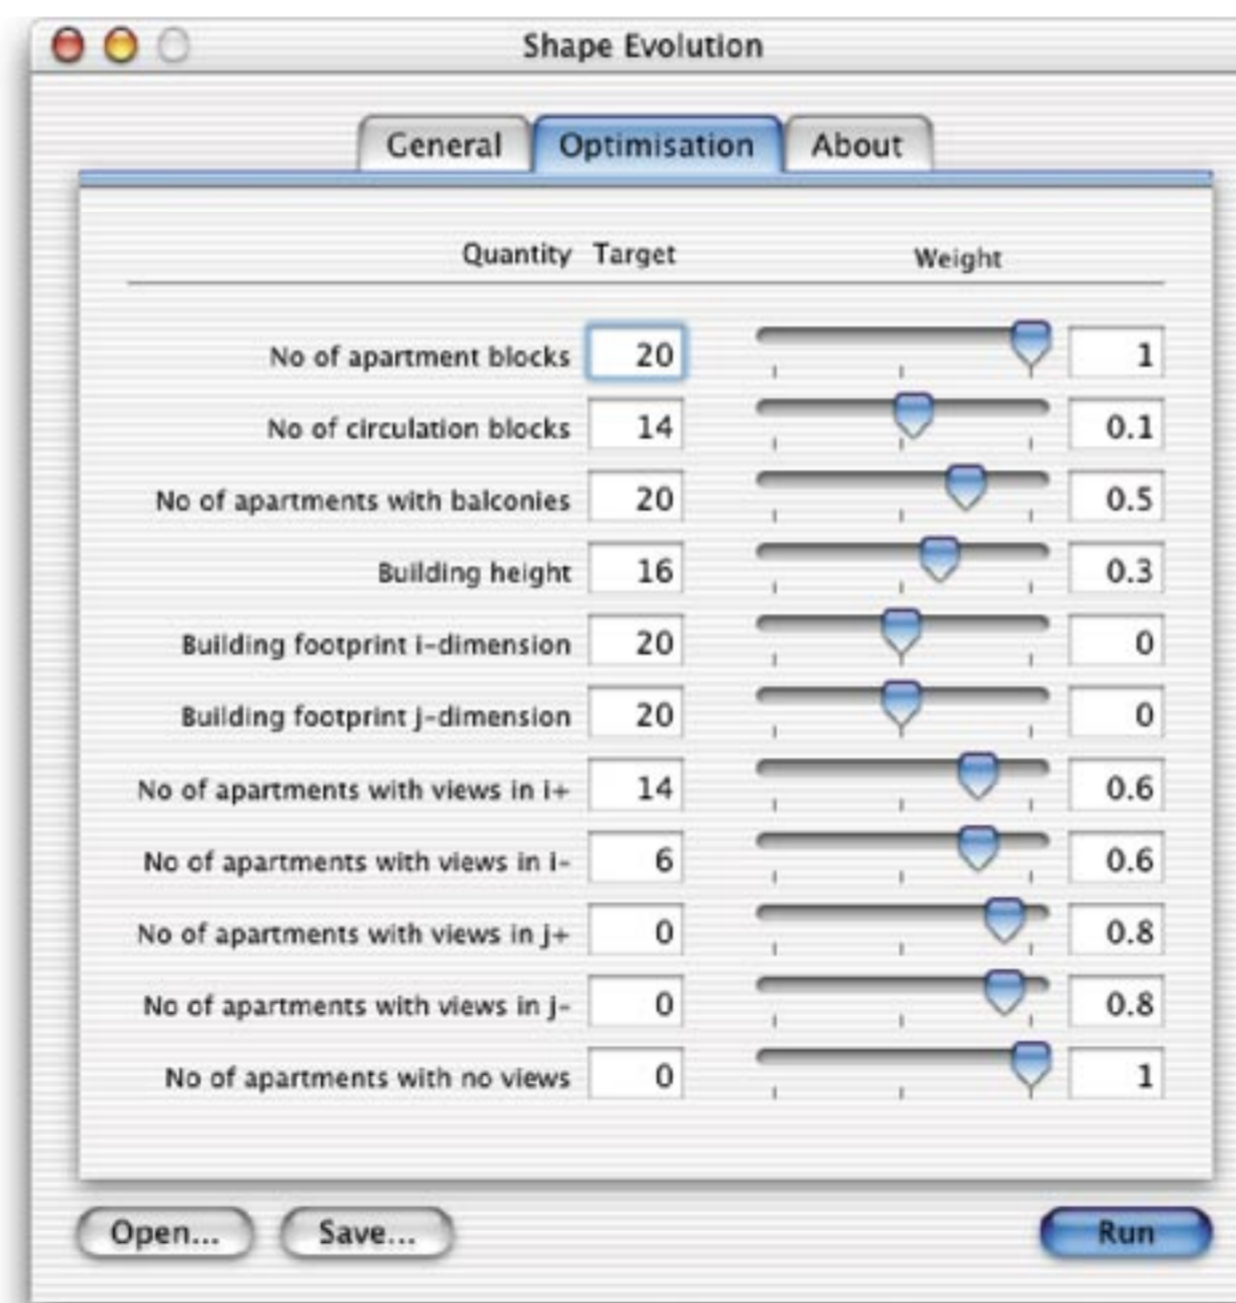 Shape Evolution
General Optimisation About
Quantity Target Weight
No of apartment blocks 20 1
No of circulation blocks 14 0.1
No of apartments with balconies 20 0.5
Building height 16 0.3
Building footprint i-dimension 20 0
Building footprint j-dimension 20 0
No of apartments with views in i+ 14 0.6
No of apartments with views in i- 6 0.6
No of apartments with views in j+ 0 0.8
No of apartments with views in j- 0 0.8
No of apartments with no views 0 1
Open... Save... Run